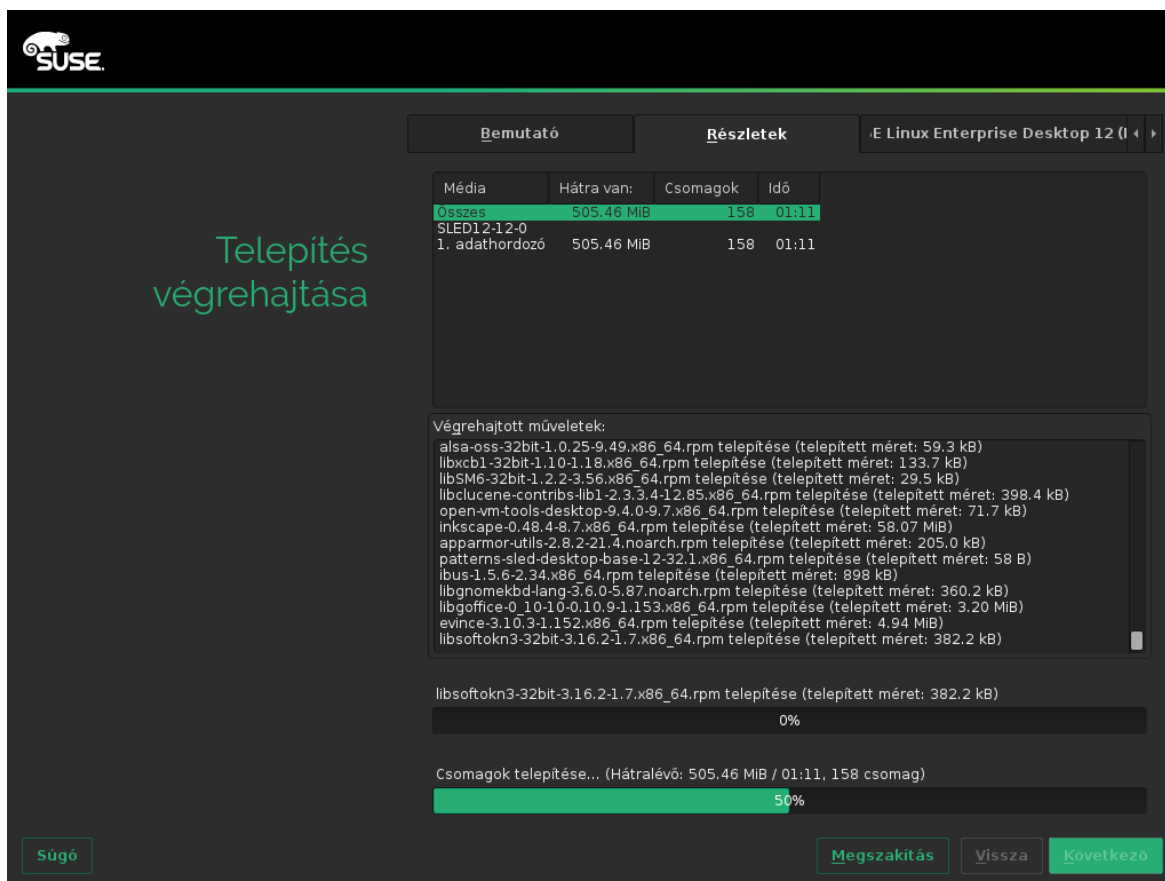 SUSE.
Bemutató
Részletek
E Linux Enterprise Desktop 12 (
Telepítés
végrehajtása
Média Hátra van: Csomagok Idő
Összes 505.46 MiB 158 01:11
SLED12-12-0
1. adathordozó 505.46 MiB 158 01:11
Végrehajtott műveletek:
alsa-oss-32bit-1.0.25-9.49.x86_64.rpm telepítése (telepített méret: 59.3 kB)
libxcb1-32bit-1.10-1.18.x86_64.rpm telepítése (telepített méret: 133.7 kB)
libSM6-32bit-1.2.2-3.56.x86_64.rpm telepítése (telepített méret: 29.5 kB)
libclucene-contribs-lib1-2.3.3.4-12.85.x86_64.rpm telepítése (telepített méret: 398.4 kB)
open-vm-tools-desktop-9.4.0-9.7.x86_64.rpm telepítése (telepített méret: 71.7 kB)
inkscape-0.48.4-8.7.x86_64.rpm telepítése (telepített méret: 58.07 MiB)
apparmor-utils-2.8.2-21.4.noarch.rpm telepítése (telepített méret: 205.0 kB)
patterns-sled-desktop-base-12-32.1.x86_64.rpm telepítése (telepített méret: 58 B)
ibus-1.5.6-2.34.x86_64.rpm telepítése (telepített méret: 898 kB)
libgnomekbd-lang-3.6.0-5.87.noarch.rpm telepítése (telepített méret: 360.2 kB)
libgoffice-0_10-10-0.10.9-1.153.x86_64.rpm telepítése (telepített méret: 3.20 MiB)
evince-3.10.3-1.152.x86_64.rpm telepítése (telepített méret: 4.94 MiB)
libsoftokn3-32bit-3.16.2-1.7.x86_64.rpm telepítése (telepített méret: 382.2 kB)
libsoftokn3-32bit-3.16.2-1.7.x86_64.rpm telepítése (telepített méret: 382.2 kB)
0%
Csomagok telepítése... (Hátralévő: 505.46 MiB / 01:11, 158 csomag)
50%
Súgó
Megszakítás
Vissza
Következő